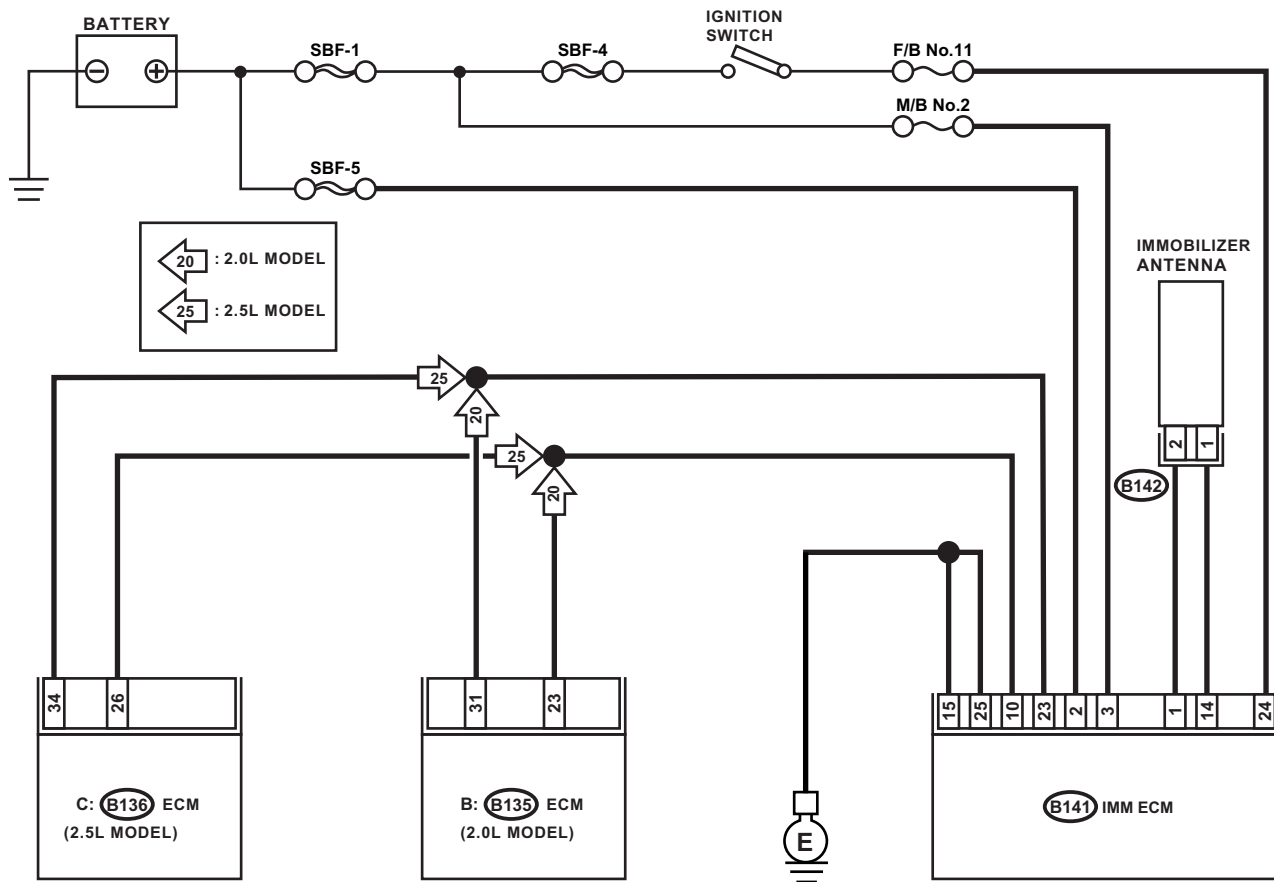 BATTERY
IGNITION
SWITCH
SBF-1
SBF-4
F/B No.11
M/B No.2
SBF-5
20 : 2.0L MODEL
25 : 2.5L MODEL
IMMOBILIZER
ANTENNA
25
20
25
20
2 1
B142
34 26
31 23
15 25 10 23 2 3 1 14 24
C: B136 ECM
(2.5L MODEL)
B: B135 ECM
(2.0L MODEL)
B141 IMM ECM
E